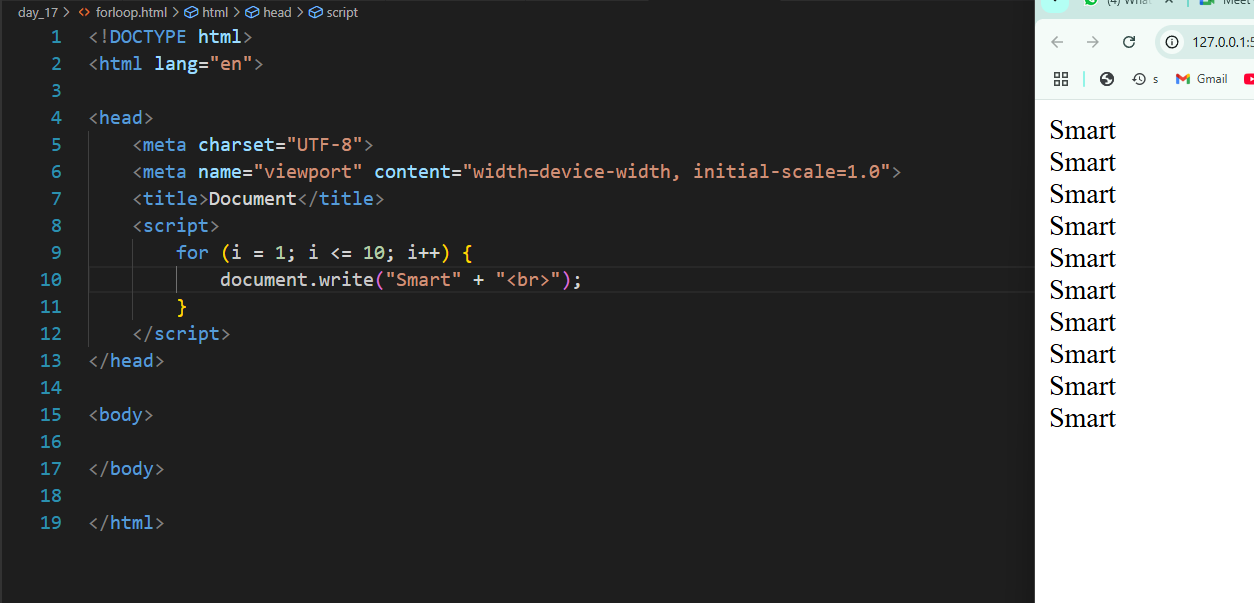 day_17 > <> forloop.html > html > head > script
1 <!DOCTYPE html>
2 <html lang="en">
3
4 <head>
5     <meta charset="UTF-8">
6     <meta name="viewport" content="width=device-width, initial-scale=1.0">
7     <title>Document</title>
8     <script>
9         for (i = 1; i <= 10; i++) {
10             document.write("Smart" + "<br>");
11         }
12     </script>
13 </head>
14
15 <body>
16
17 </body>
18
19 </html>
(4) What
Meet
127.0.0.1:5
s Gmail
Smart
Smart
Smart
Smart
Smart
Smart
Smart
Smart
Smart
Smart